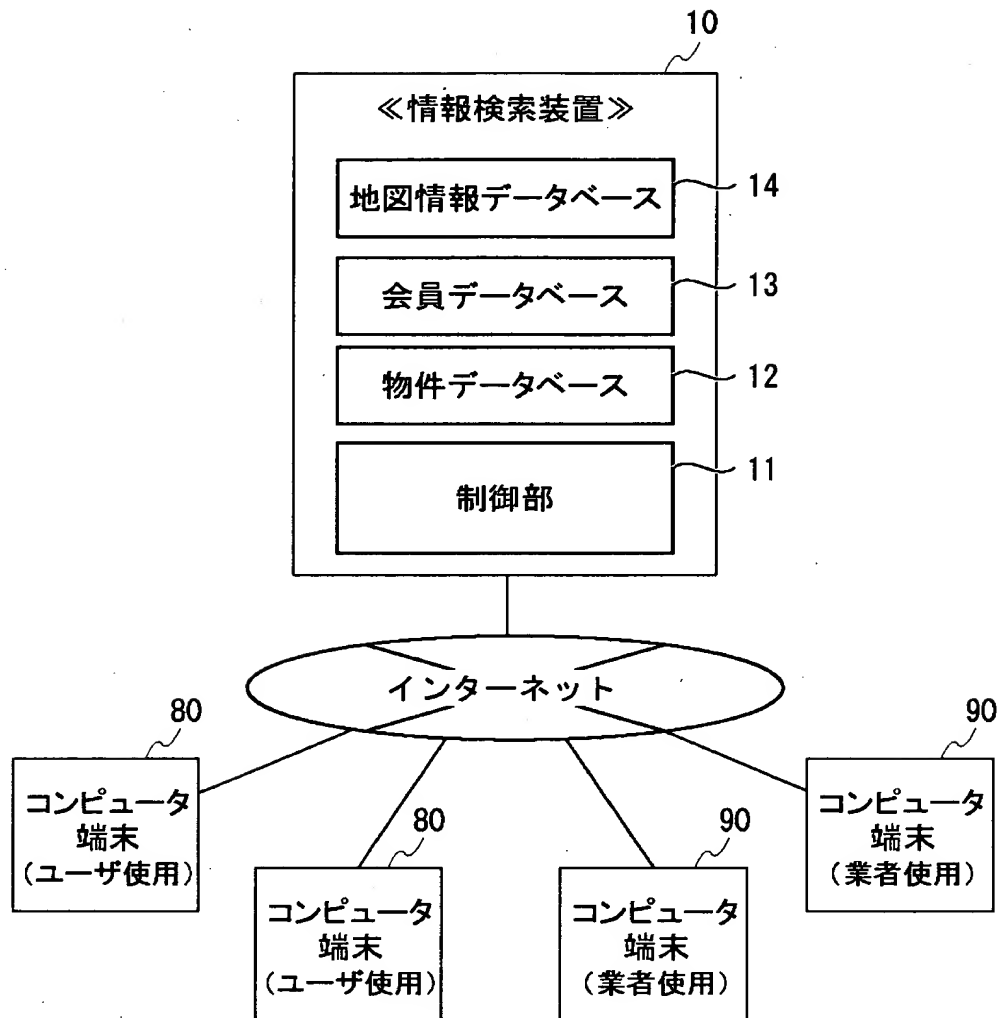 10
≪情報検索装置≫
地図情報データベース
14
会員データベース
13
物件データベース
12
制御部
11
インターネット
80
コンピュータ
端末
（ユーザ使用）
80
コンピュータ
端末
（ユーザ使用）
90
コンピュータ
端末
（業者使用）
90
コンピュータ
端末
（業者使用）